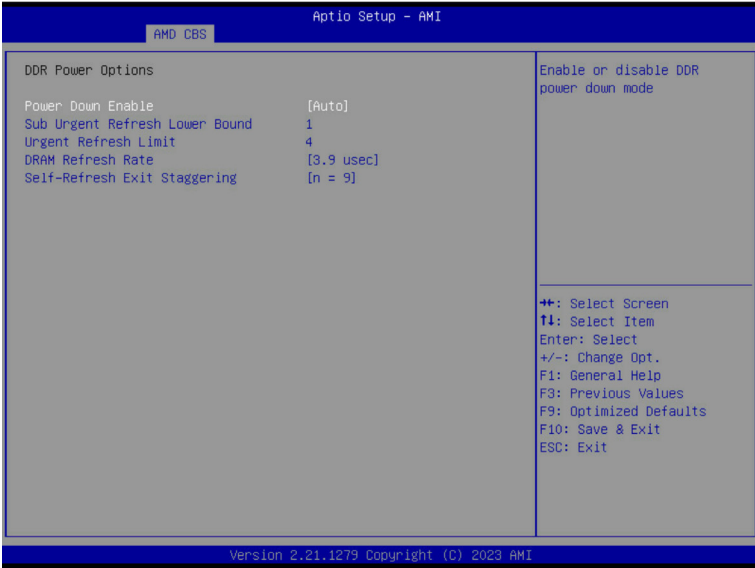 Aptio Setup – AMI
AMD CBS
DDR Power Options
Power Down Enable [Auto]
Sub Urgent Refresh Lower Bound 1
Urgent Refresh Limit 4
DRAM Refresh Rate [3.9 usec]
Self-Refresh Exit Staggering [n = 9]
Enable or disable DDR
power down mode
→←: Select Screen
↑↓: Select Item
Enter: Select
+/-: Change Opt.
F1: General Help
F3: Previous Values
F9: Optimized Defaults
F10: Save & Exit
ESC: Exit
Version 2.21.1279 Copyright (C) 2023 AMI